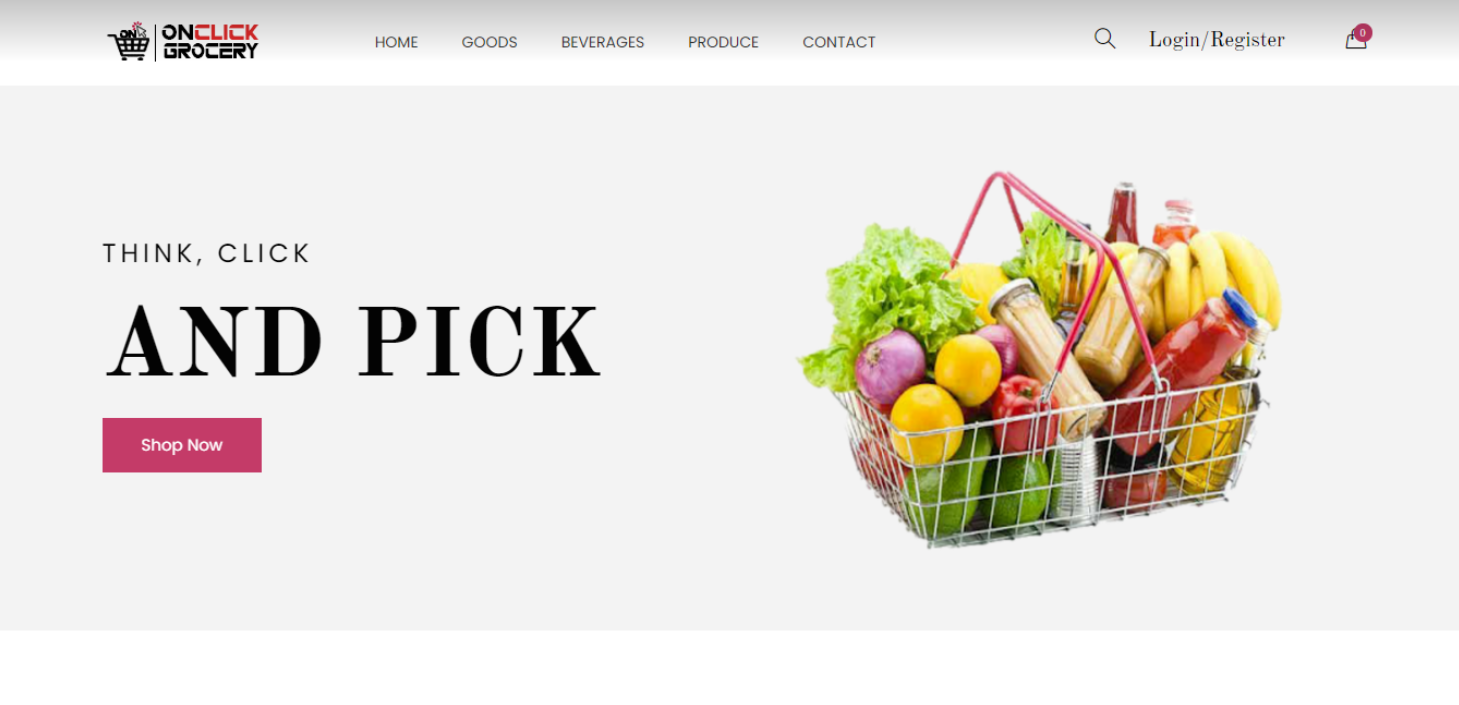 ON
ONCLICK
GROCERY
HOME GOODS BEVERAGES PRODUCE CONTACT
Login/Register
0
THINK, CLICK
AND PICK
Shop Now